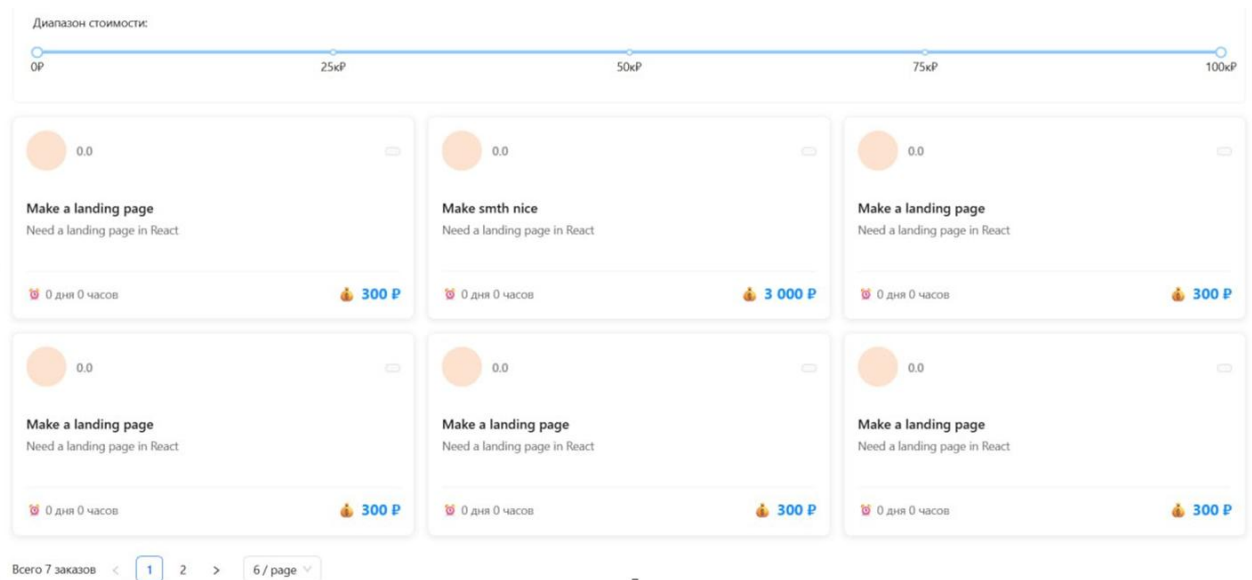 Диапазон стоимости:
0₽ 25к₽ 50к₽ 75к₽ 100к₽
0.0 0.0 0.0
Make a landing page Make smth nice Make a landing page
Need a landing page in React Need a landing page in React Need a landing page in React
0 дня 0 часов 300 ₽ 0 дня 0 часов 3 000 ₽ 0 дня 0 часов 300 ₽
0.0 0.0 0.0
Make a landing page Make a landing page Make a landing page
Need a landing page in React Need a landing page in React Need a landing page in React
0 дня 0 часов 300 ₽ 0 дня 0 часов 300 ₽ 0 дня 0 часов 300 ₽
Всего 7 заказов < 1 2 > 6 / page